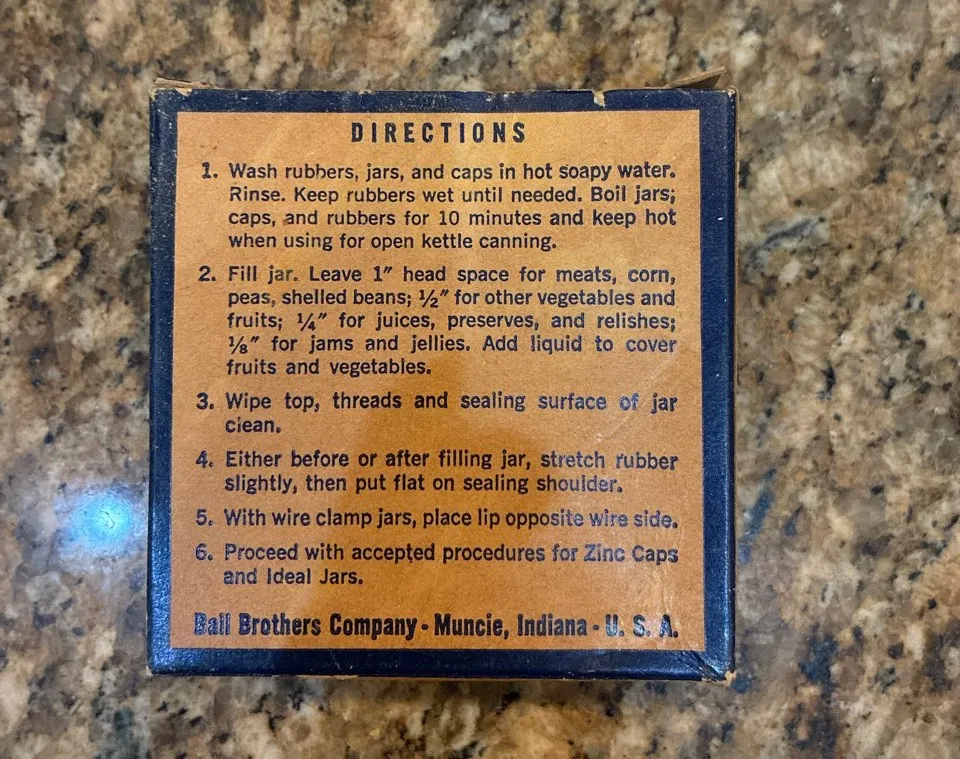 DIRECTIONS
1. Wash rubbers, jars, and caps in hot soapy water.
Rinse. Keep rubbers wet until needed. Boil jars;
caps, and rubbers for 10 minutes and keep hot
when using for open kettle canning.
2. Fill jar. Leave 1″ head space for meats, corn,
peas, shelled beans; ½″ for other vegetables and
fruits; ¼″ for juices, preserves, and relishes;
⅛″ for jams and jellies. Add liquid to cover
fruits and vegetables.
3. Wipe top, threads and sealing surface of jar
clean.
4. Either before or after filling jar, stretch rubber
slightly, then put flat on sealing shoulder.
5. With wire clamp jars, place lip opposite wire side.
6. Proceed with accepted procedures for Zinc Caps
and Ideal Jars.
Ball Brothers Company - Muncie, Indiana - U. S. A.